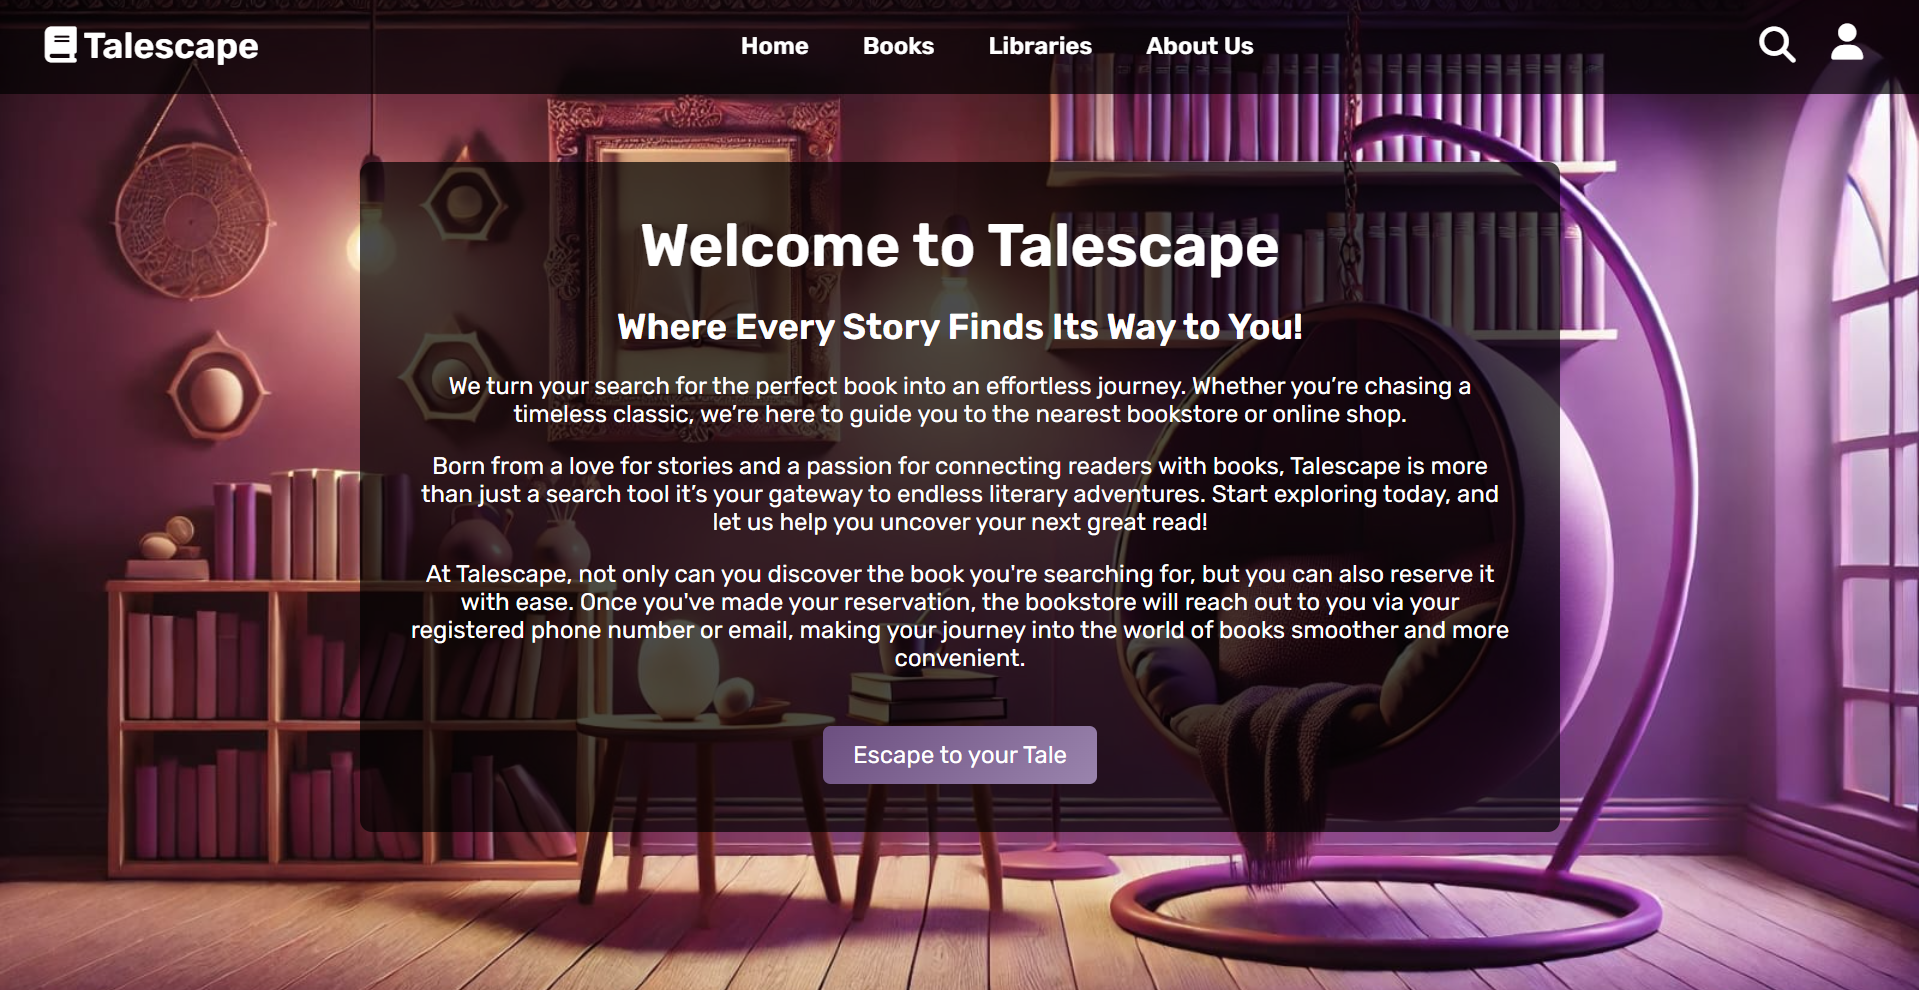 Talescape
Home
Books
Libraries
About Us
Welcome to Talescape
Where Every Story Finds Its Way to You!
We turn your search for the perfect book into an effortless journey. Whether you’re chasing a
timeless classic, we’re here to guide you to the nearest bookstore or online shop.
Born from a love for stories and a passion for connecting readers with books, Talescape is more
than just a search tool it’s your gateway to endless literary adventures. Start exploring today, and
let us help you uncover your next great read!
At Talescape, not only can you discover the book you're searching for, but you can also reserve it
with ease. Once you've made your reservation, the bookstore will reach out to you via your
registered phone number or email, making your journey into the world of books smoother and more
convenient.
Escape to your Tale